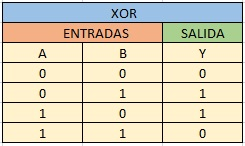 XOR
ENTRADAS SALIDA
A B Y
0 0 0
0 1 1
1 0 1
1 1 0